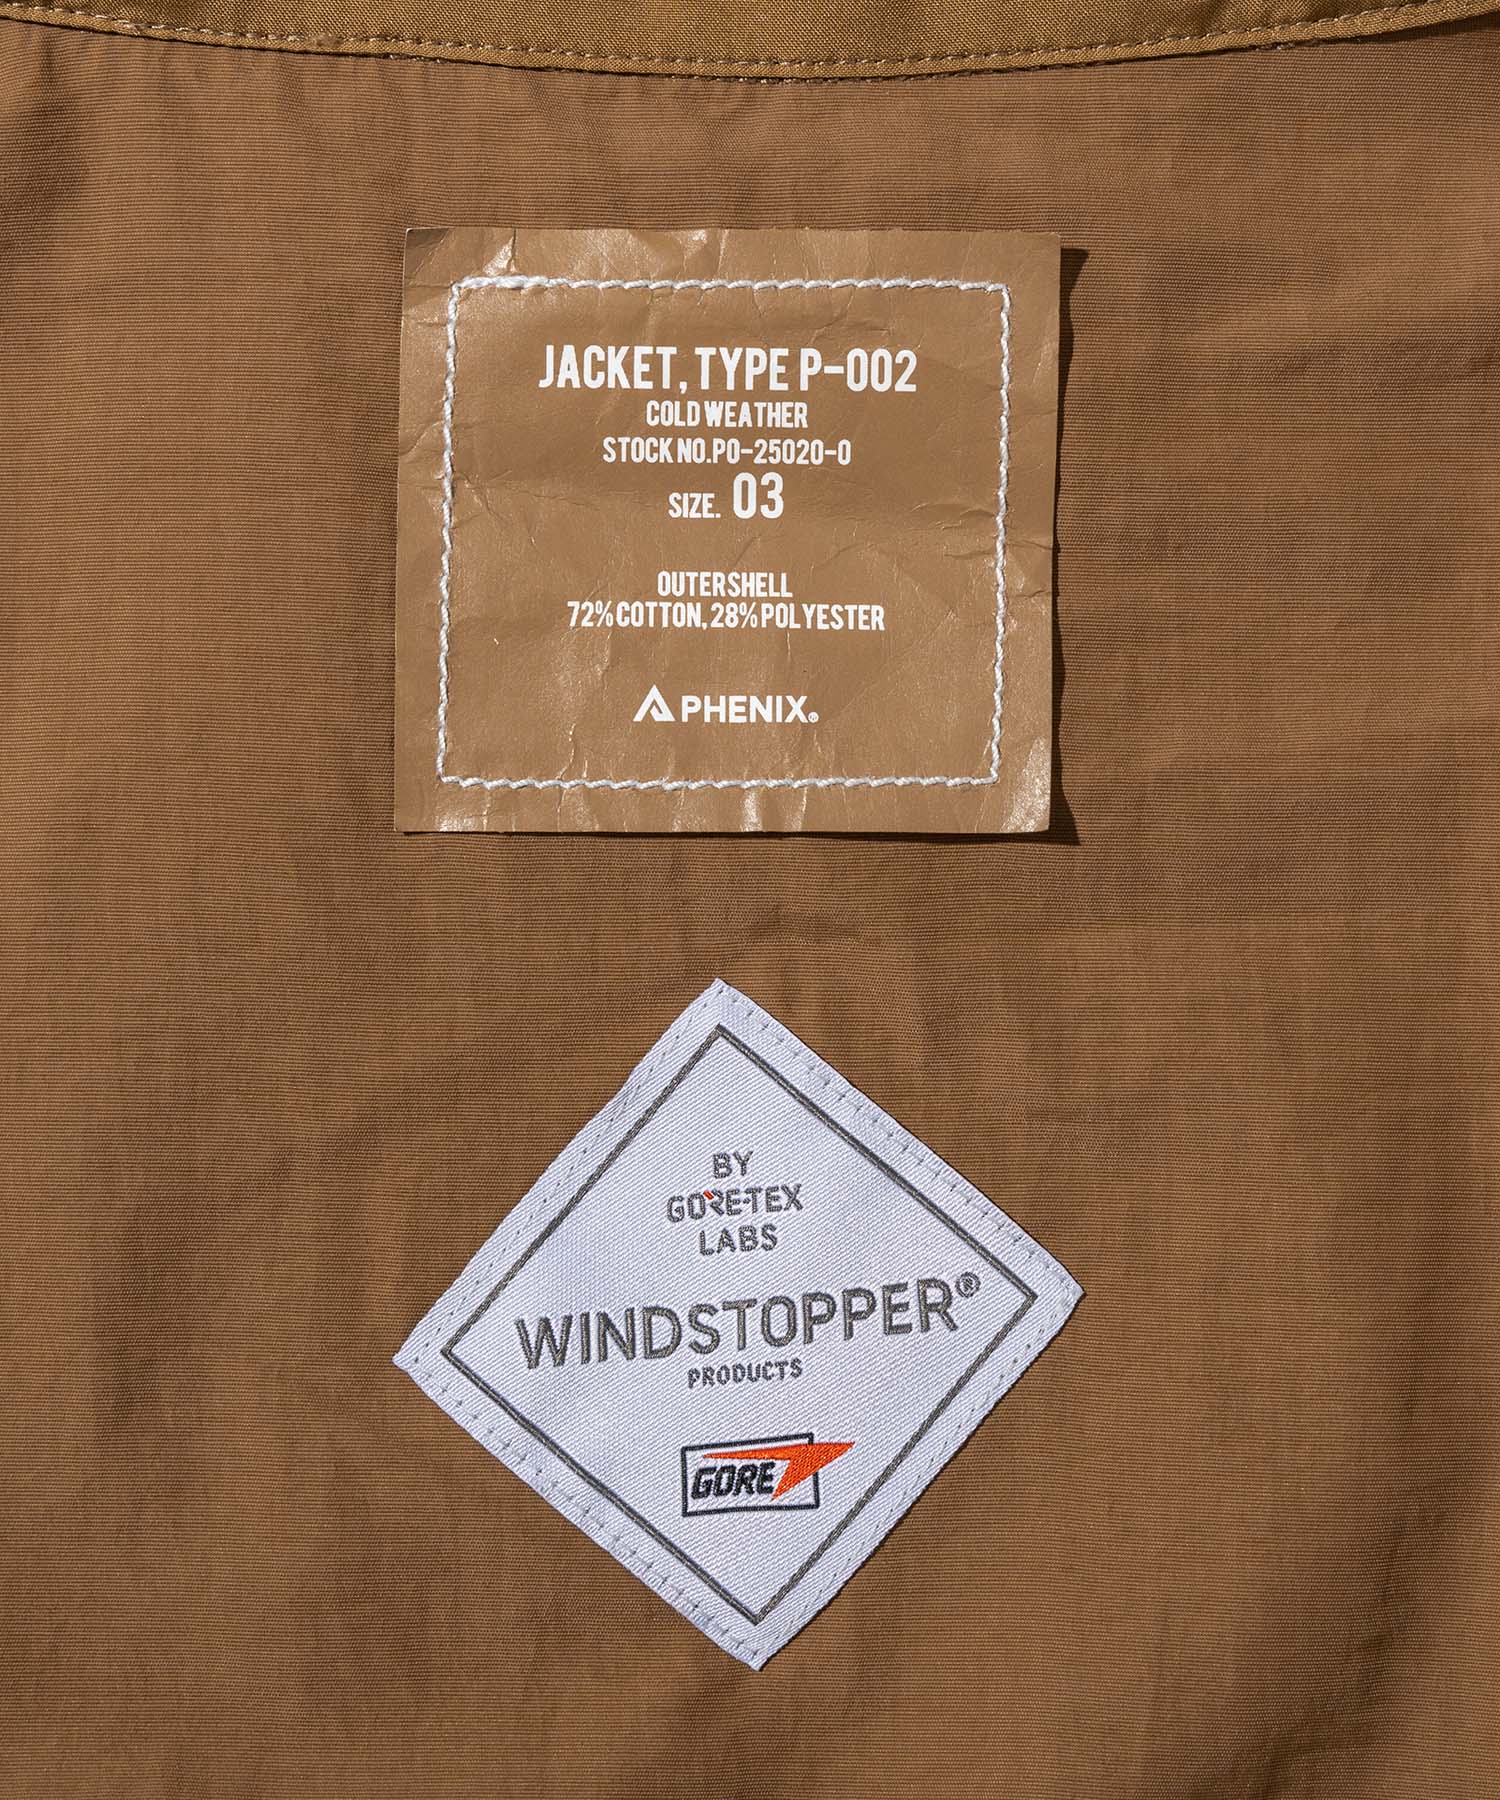 JACKET, TYPE P-002
COLD WEATHER
STOCK NO. PO-25020-0
SIZE. 03
OUTERSHELL
72% COTTON, 28% POLYESTER
PHENIX®
BY
GORE-TEX
LABS
WINDSTOPPER®
PRODUCTS
GORE